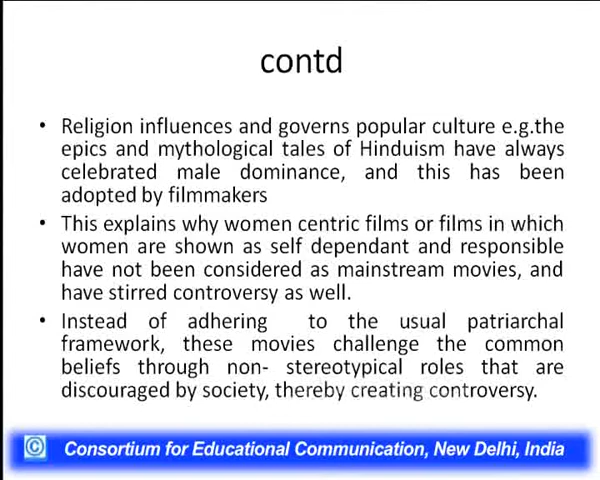 contd
• Religion influences and governs popular culture e.g.the
epics and mythological tales of Hinduism have always
celebrated male dominance, and this has been
adopted by filmmakers
• This explains why women centric films or films in which
women are shown as self dependant and responsible
have not been considered as mainstream movies, and
have stirred controversy as well.
• Instead of adhering to the usual patriarchal
framework, these movies challenge the common
beliefs through non- stereotypical roles that are
discouraged by society, thereby creating controversy.
© Consortium for Educational Communication, New Delhi, India